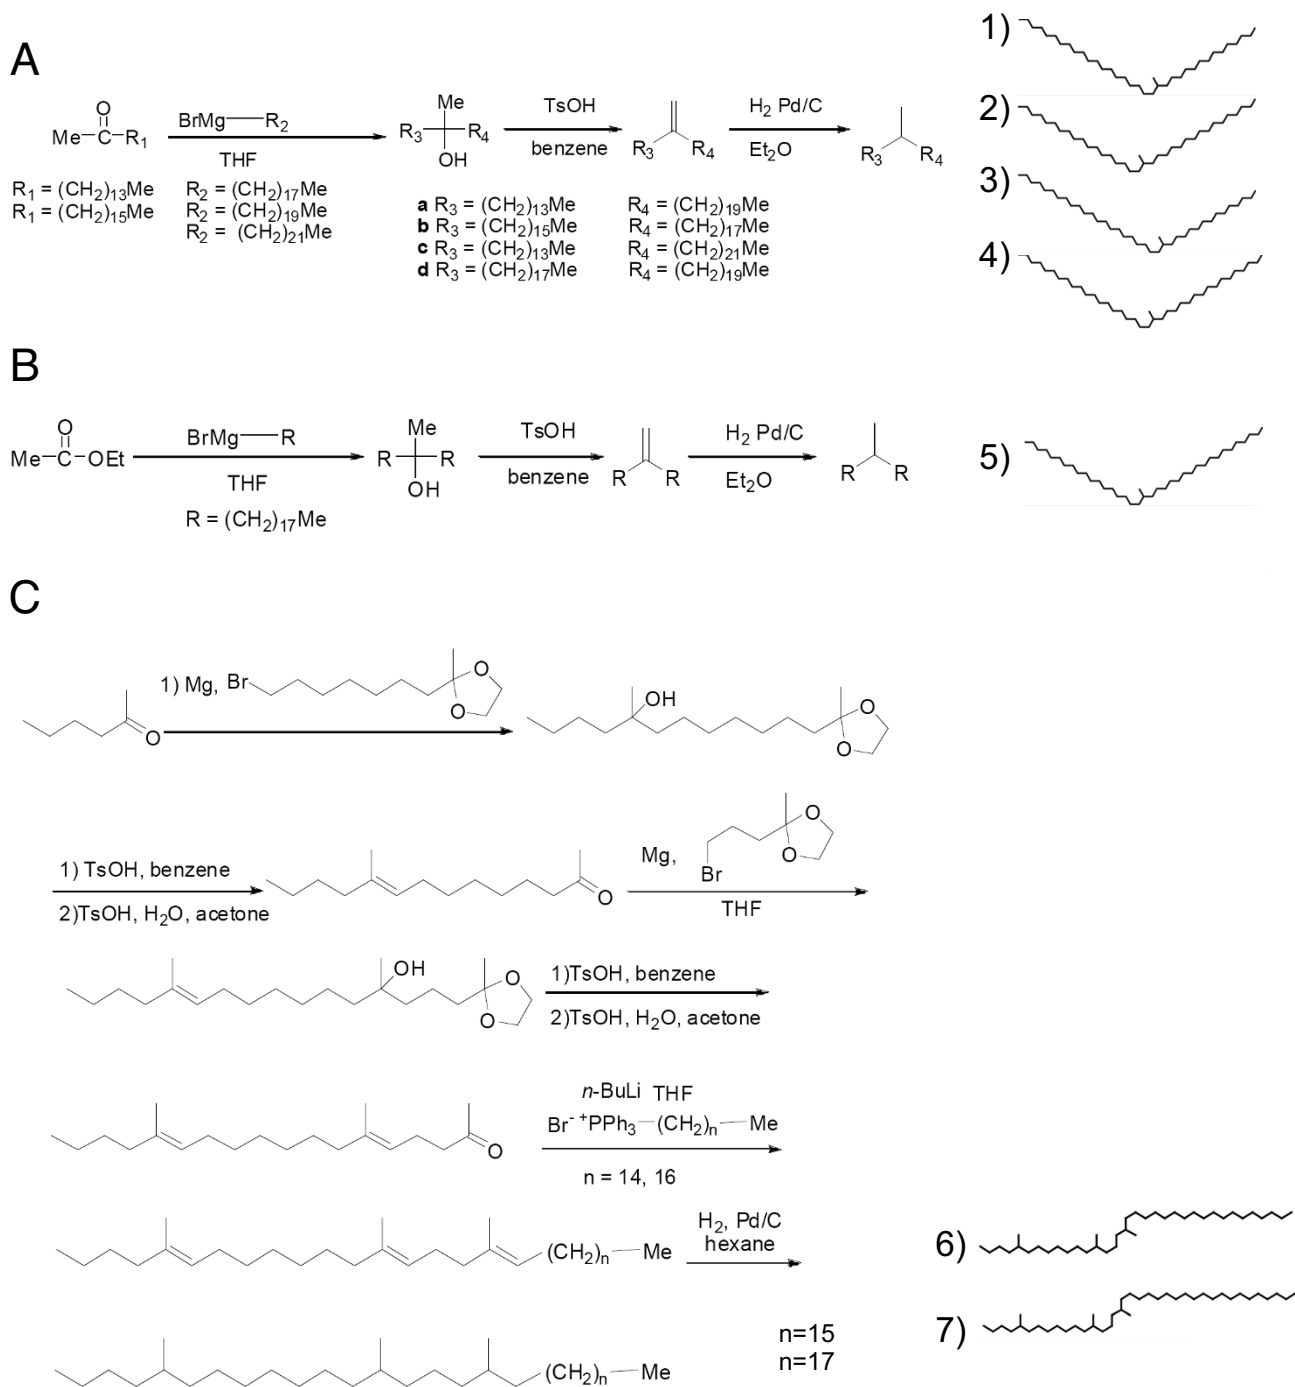 A
O
Me—C—R₁
BrMg—R₂
THF
R₁ = (CH₂)₁₃Me
R₁ = (CH₂)₁₅Me
R₂ = (CH₂)₁₇Me
R₂ = (CH₂)₁₉Me
R₂ = (CH₂)₂₁Me
Me
R₃ R₄
OH
TsOH
benzene
R₃ R₄
H₂ Pd/C
Et₂O
R₃ R₄
a R₃ = (CH₂)₁₃Me R₄ = (CH₂)₁₉Me
b R₃ = (CH₂)₁₅Me R₄ = (CH₂)₁₇Me
c R₃ = (CH₂)₁₃Me R₄ = (CH₂)₂₁Me
d R₃ = (CH₂)₁₇Me R₄ = (CH₂)₁₉Me
1)
2)
3)
4)
B
O
Me—C—OEt
BrMg—R
THF
R = (CH₂)₁₇Me
Me
R R
OH
TsOH
benzene
R R
H₂ Pd/C
Et₂O
R R
5)
C
O
1) Mg, Br
O
O
OH
O
O
1) TsOH, benzene
2)TsOH, H₂O, acetone
O
Mg,
Br
O
O
THF
OH
O
O
1)TsOH, benzene
2)TsOH, H₂O, acetone
O
n-BuLi THF
Br⁻ ⁺PPh₃—(CH₂)ₙ—Me
n = 14, 16
(CH₂)ₙ—Me
H₂, Pd/C
hexane
6)
(CH₂)ₙ—Me
n=15
n=17
7)